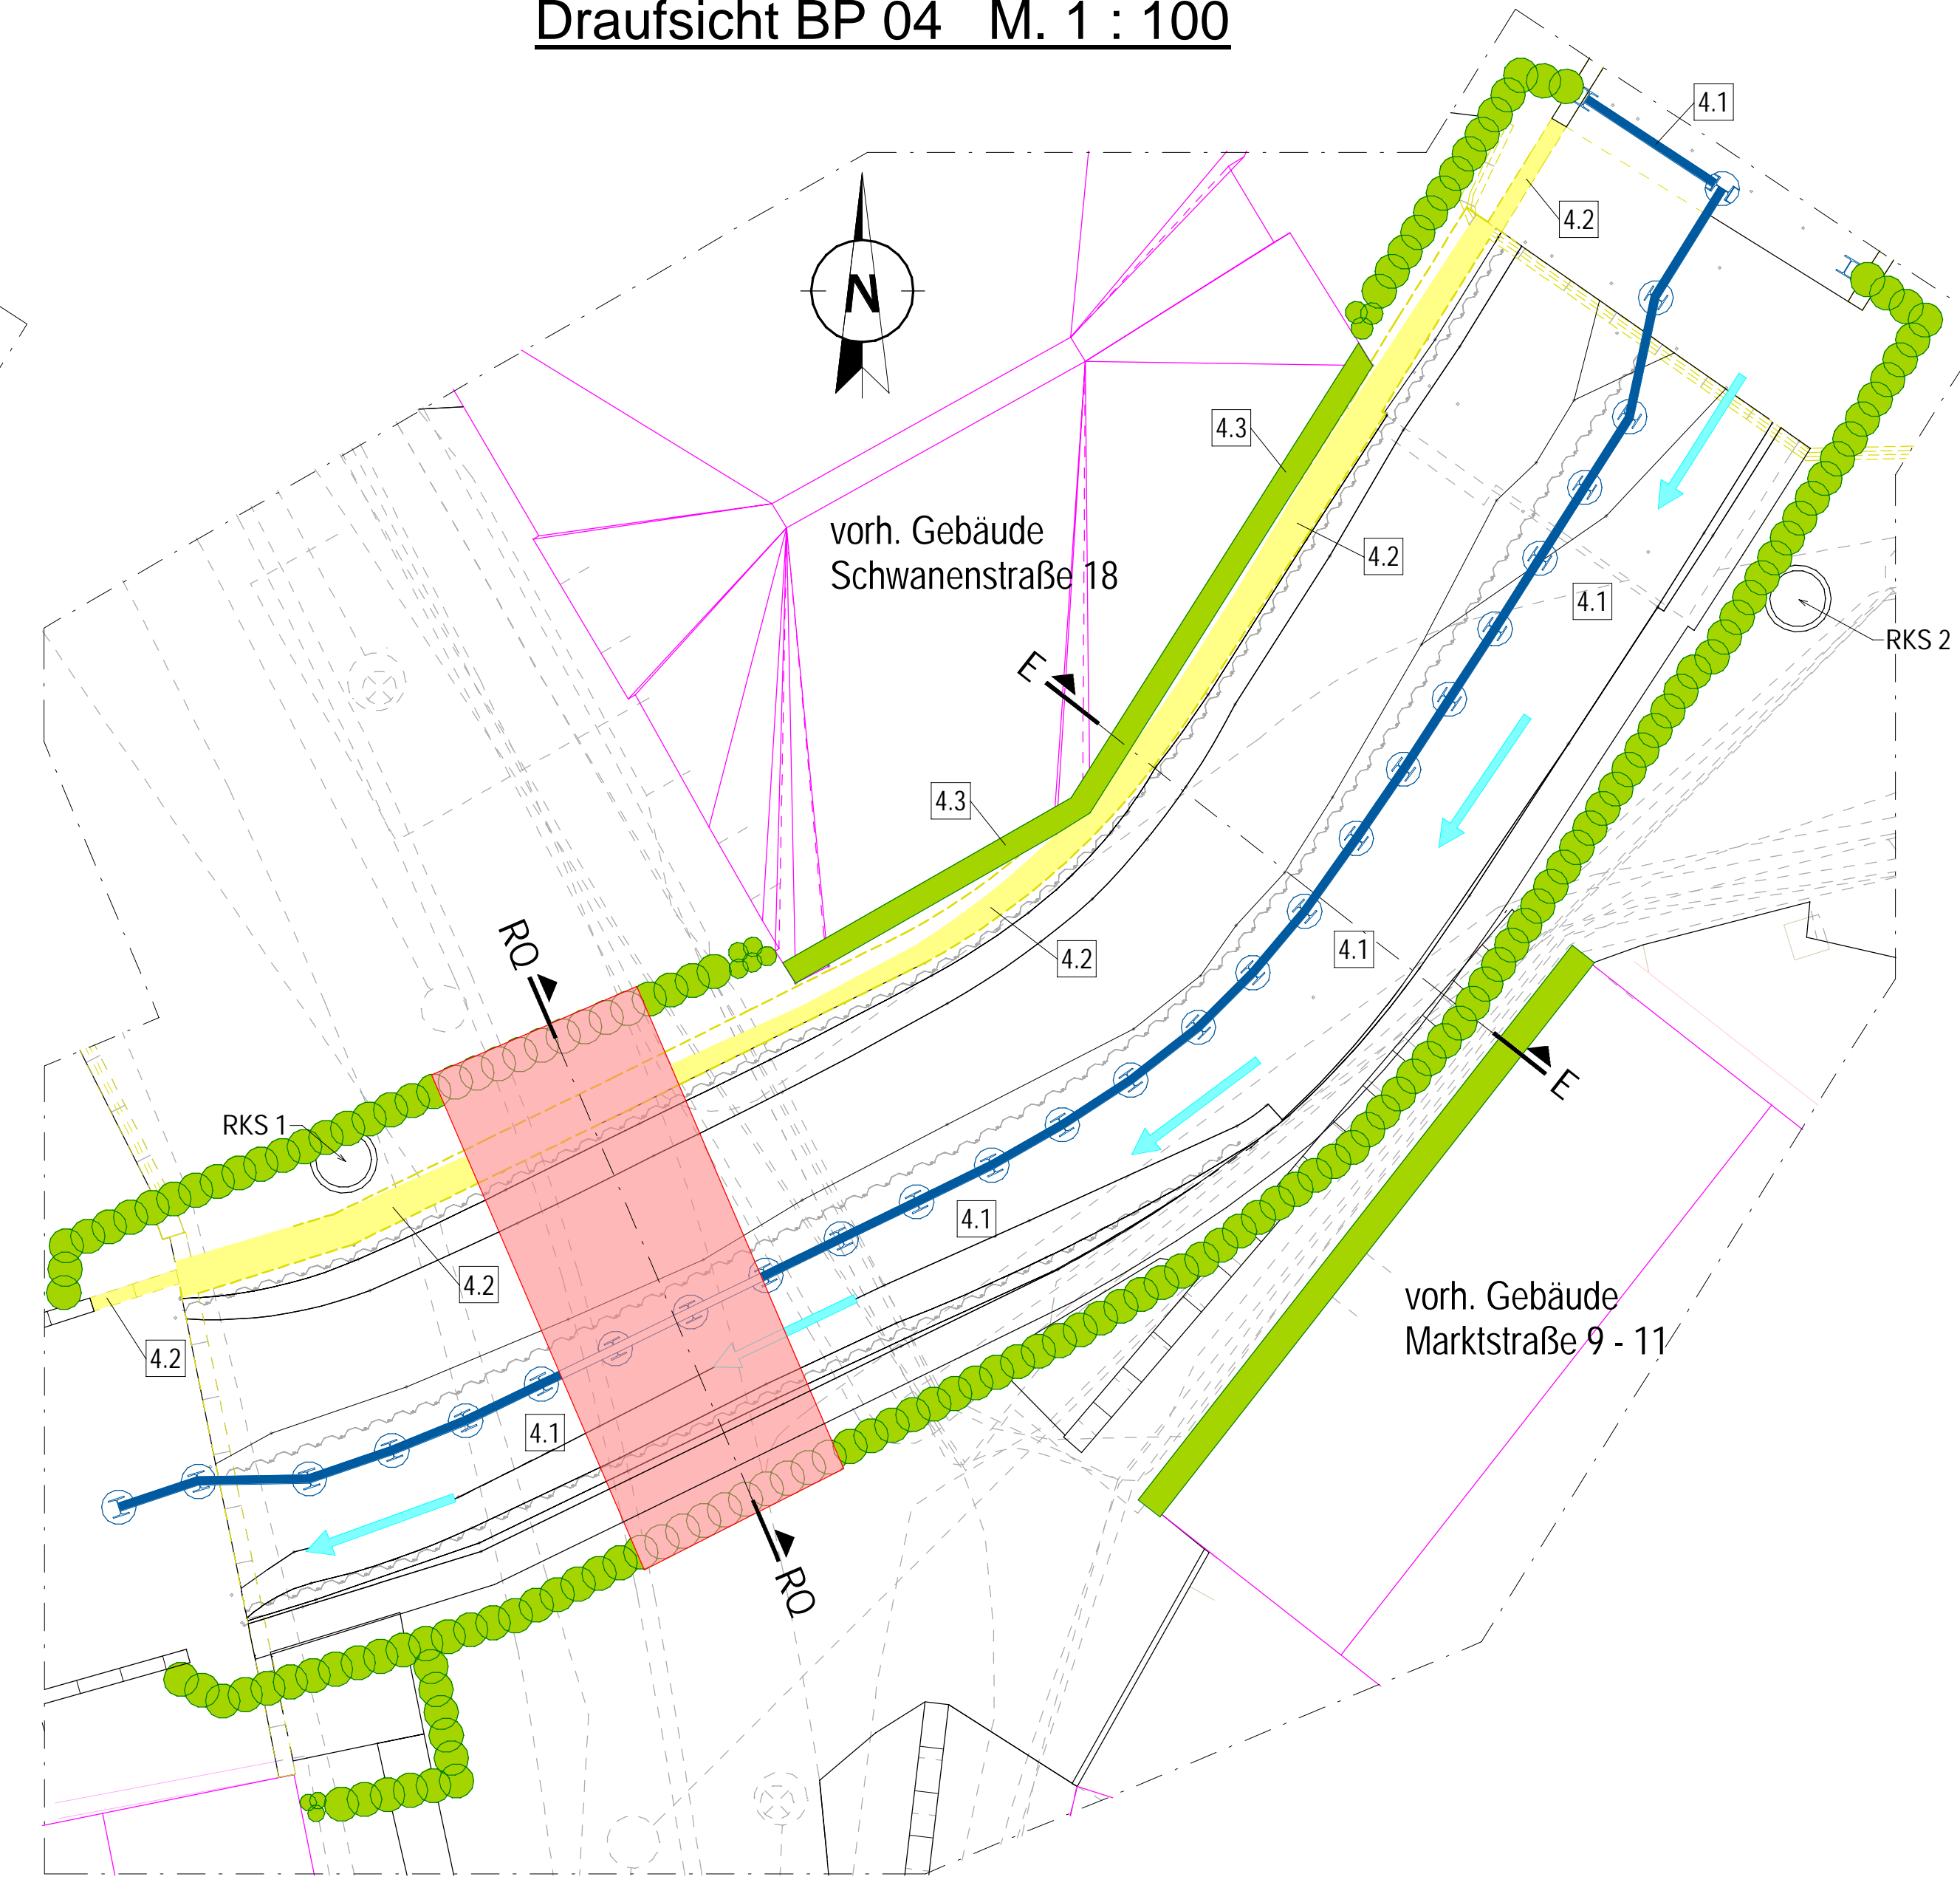 Draufsicht BP 04   M. 1 : 100
4.1
4.2
N
4.3
vorh. Gebäude
Schwanenstraße 18
4.2
4.1
RKS 2
E
4.3
RQ
4.2
4.1
E
RKS 1
4.1
4.2
vorh. Gebäude
Marktstraße 9 - 11
4.2
4.1
RQ